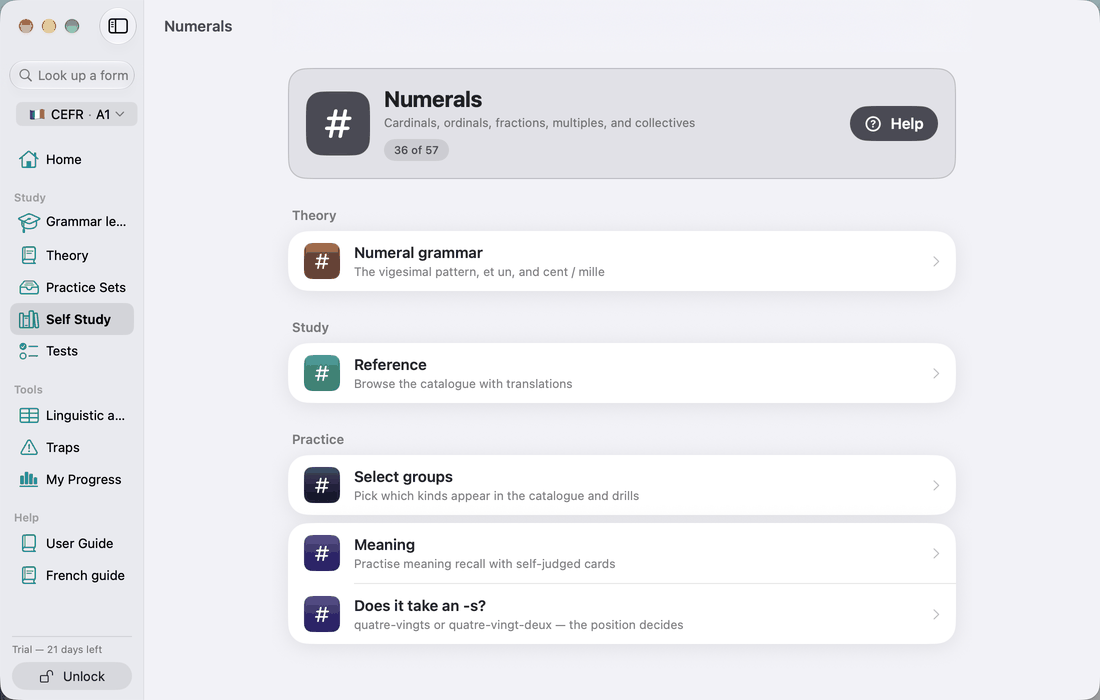 Numerals
Look up a form
CEFR · A1
Home
Study
Grammar le...
Theory
Practice Sets
Self Study
Tests
Tools
Linguistic a...
Traps
My Progress
Help
User Guide
French guide
Trial — 21 days left
Unlock
#
Numerals
Cardinals, ordinals, fractions, multiples, and collectives
36 of 57
? Help
Theory
#
Numeral grammar
The vigesimal pattern, et un, and cent / mille
Study
#
Reference
Browse the catalogue with translations
Practice
#
Select groups
Pick which kinds appear in the catalogue and drills
#
Meaning
Practise meaning recall with self-judged cards
#
Does it take an -s?
quatre-vingts or quatre-vingt-deux — the position decides